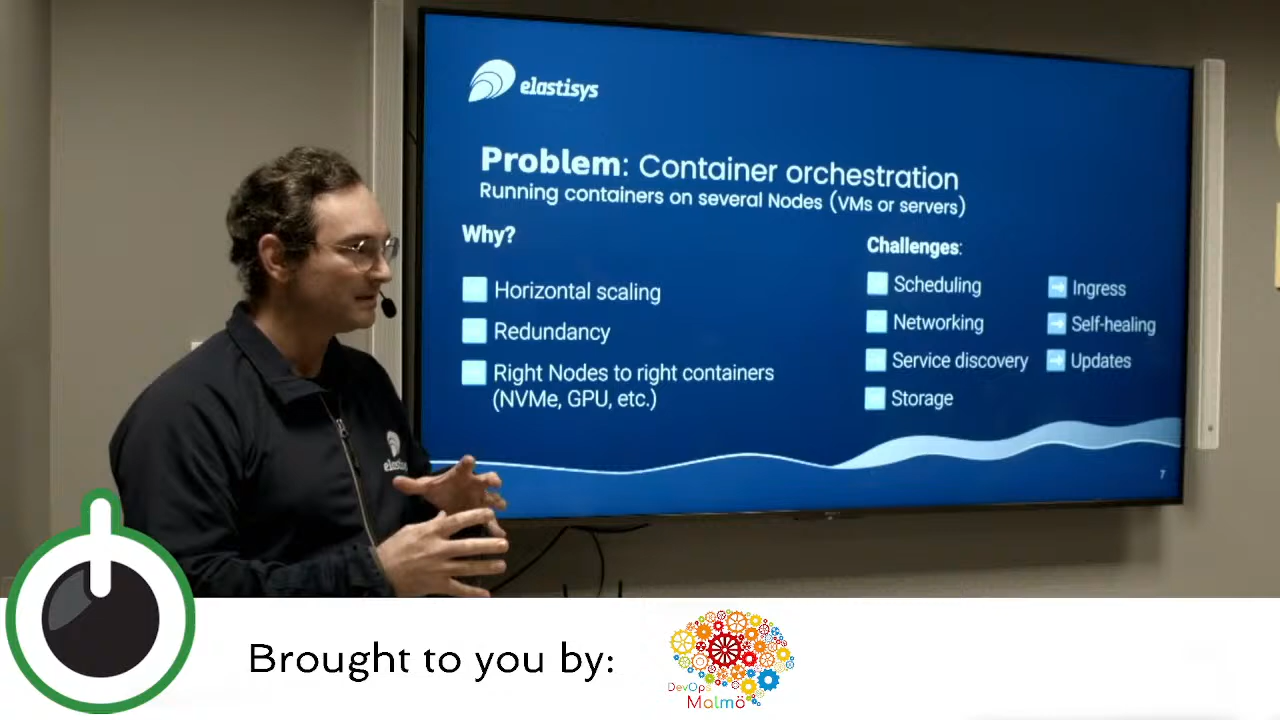 elastisys
Problem: Container orchestration
Running containers on several Nodes (VMs or servers)
Why?
Horizontal scaling
Redundancy
Right Nodes to right containers
(NVMe, GPU, etc.)
Challenges:
Scheduling
Networking
Service discovery
Storage
Ingress
Self-healing
Updates
7
Brought to you by:
DevOps
Malmö